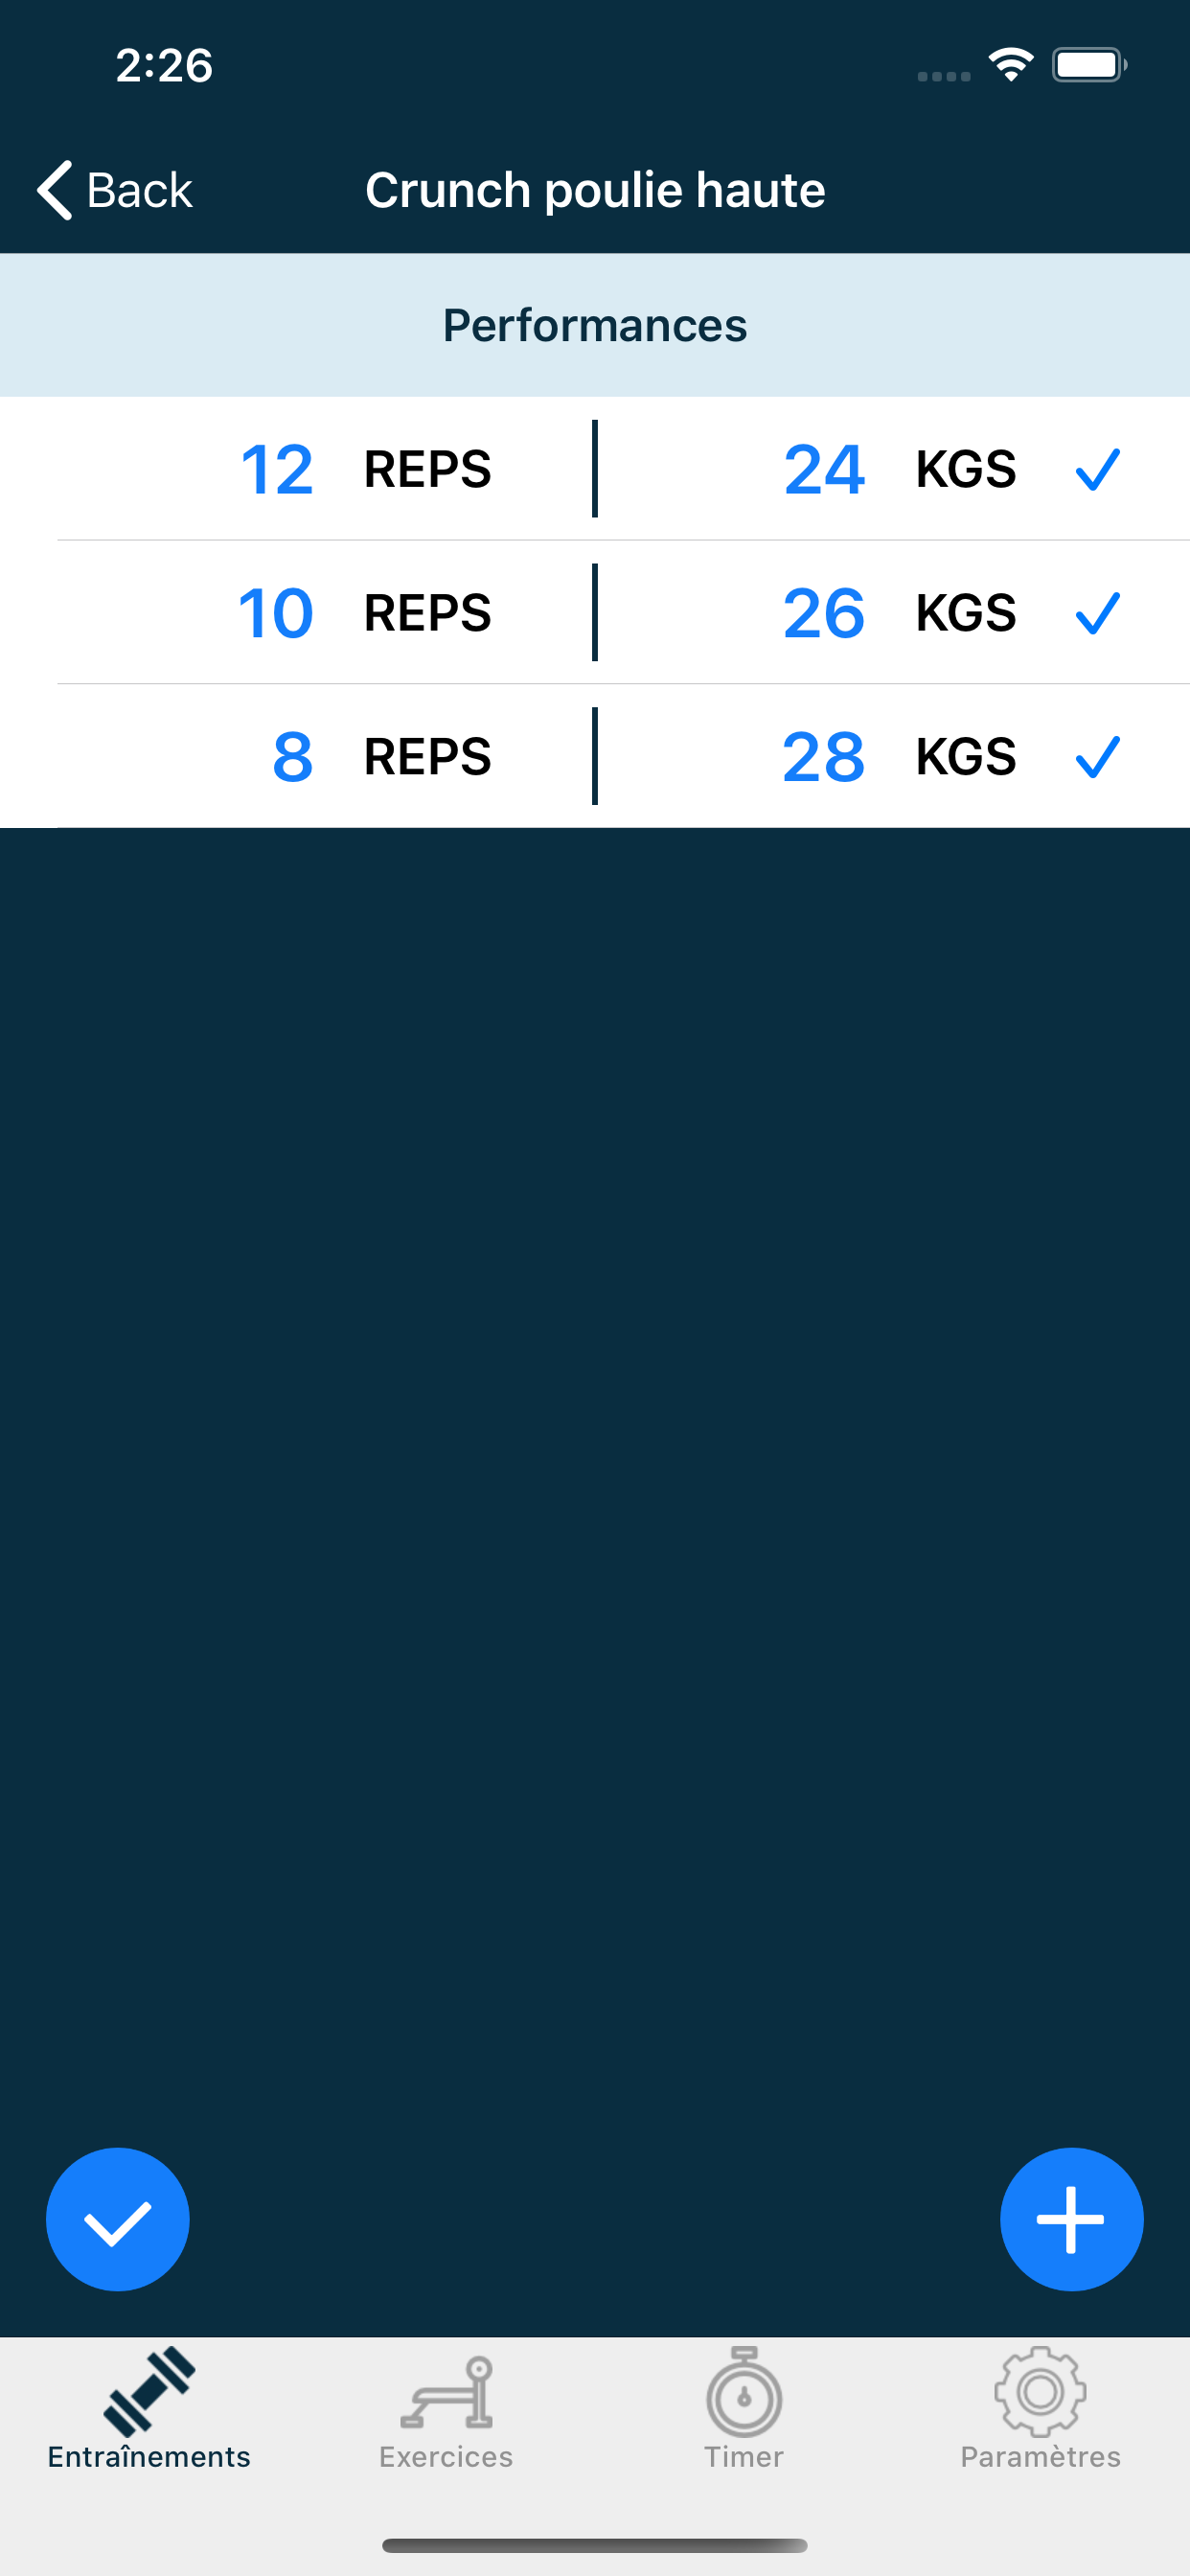 2:26
Back
Crunch poulie haute
Performances
12 REPS 24 KGS
10 REPS 26 KGS
8 REPS 28 KGS
Entraînements
Exercices
Timer
Paramètres